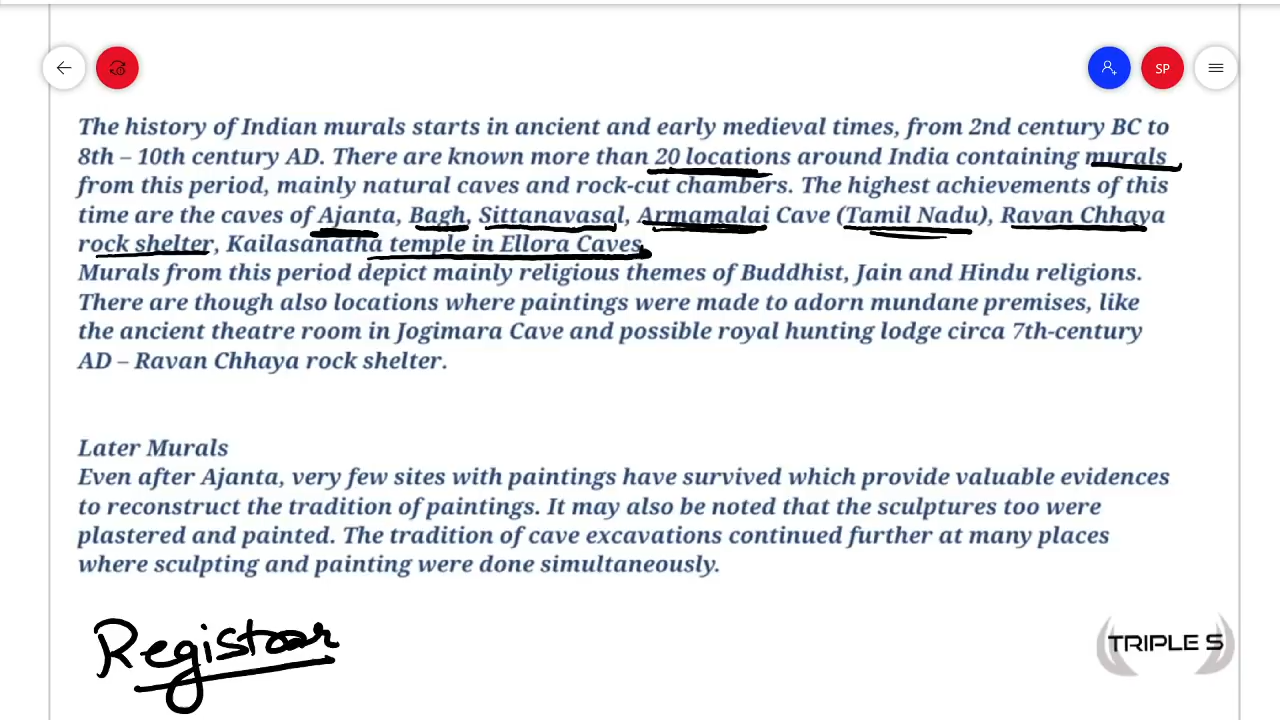 SP
The history of Indian murals starts in ancient and early medieval times, from 2nd century BC to
8th – 10th century AD. There are known more than 20 locations around India containing murals
from this period, mainly natural caves and rock-cut chambers. The highest achievements of this
time are the caves of Ajanta, Bagh, Sittanavasal, Armamalai Cave (Tamil Nadu), Ravan Chhaya
rock shelter, Kailasanatha temple in Ellora Caves.
Murals from this period depict mainly religious themes of Buddhist, Jain and Hindu religions.
There are though also locations where paintings were made to adorn mundane premises, like
the ancient theatre room in Jogimara Cave and possible royal hunting lodge circa 7th-century
AD – Ravan Chhaya rock shelter.
Later Murals
Even after Ajanta, very few sites with paintings have survived which provide valuable evidences
to reconstruct the tradition of paintings. It may also be noted that the sculptures too were
plastered and painted. The tradition of cave excavations continued further at many places
where sculpting and painting were done simultaneously.
Registrar
TRIPLE S